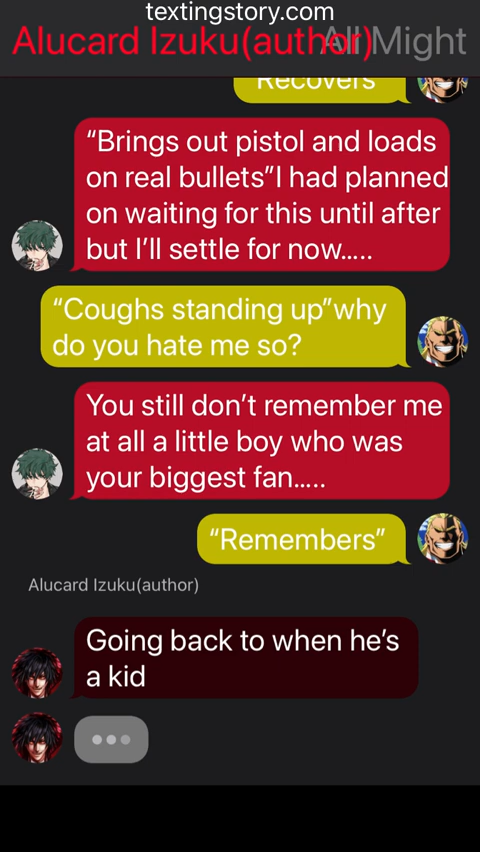 textingstory.com
Alucard Izuku(author)
All Might
Recovers
“Brings out pistol and loads
on real bullets”I had planned
on waiting for this until after
but I’ll settle for now.....
“Coughs standing up”why
do you hate me so?
You still don’t remember me
at all a little boy who was
your biggest fan.....
“Remembers”
Alucard Izuku(author)
Going back to when he’s
a kid